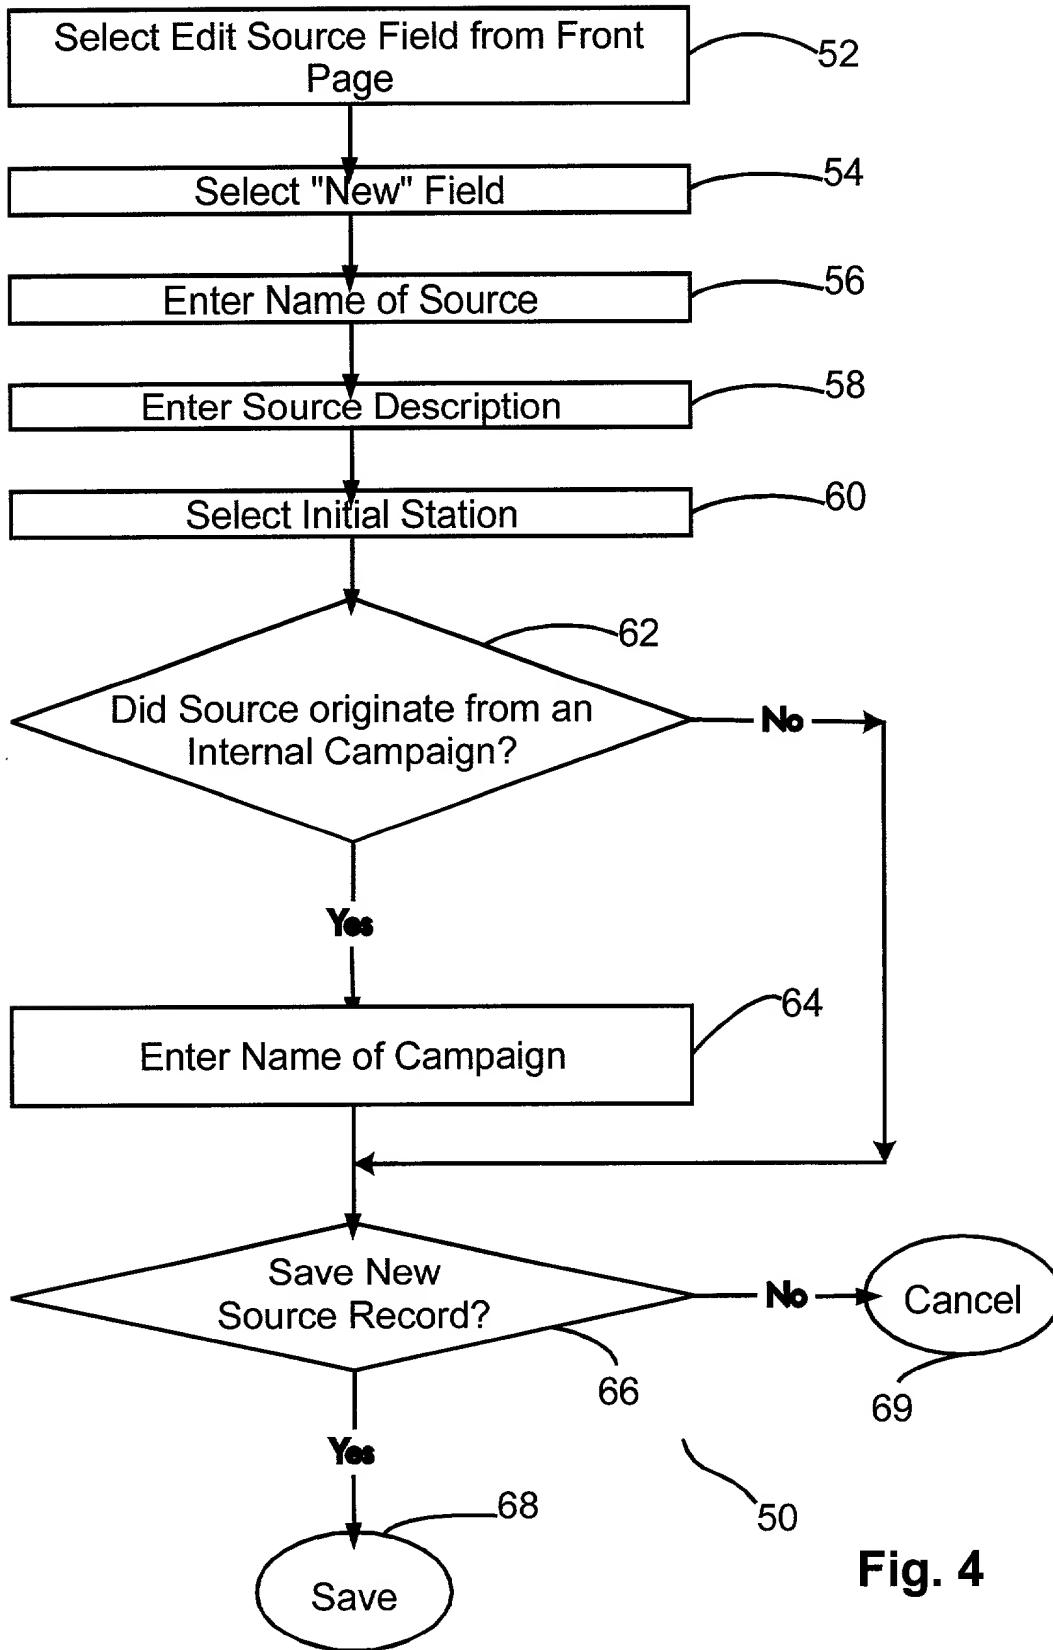 Select Edit Source Field from Front
Page
52
Select "New" Field
54
Enter Name of Source
56
Enter Source Description
58
Select Initial Station
60
62
Did Source originate from an
Internal Campaign?
No
Yes
64
Enter Name of Campaign
Save New
Source Record?
No
Cancel
66
69
Yes
68
50
Save
Fig. 4